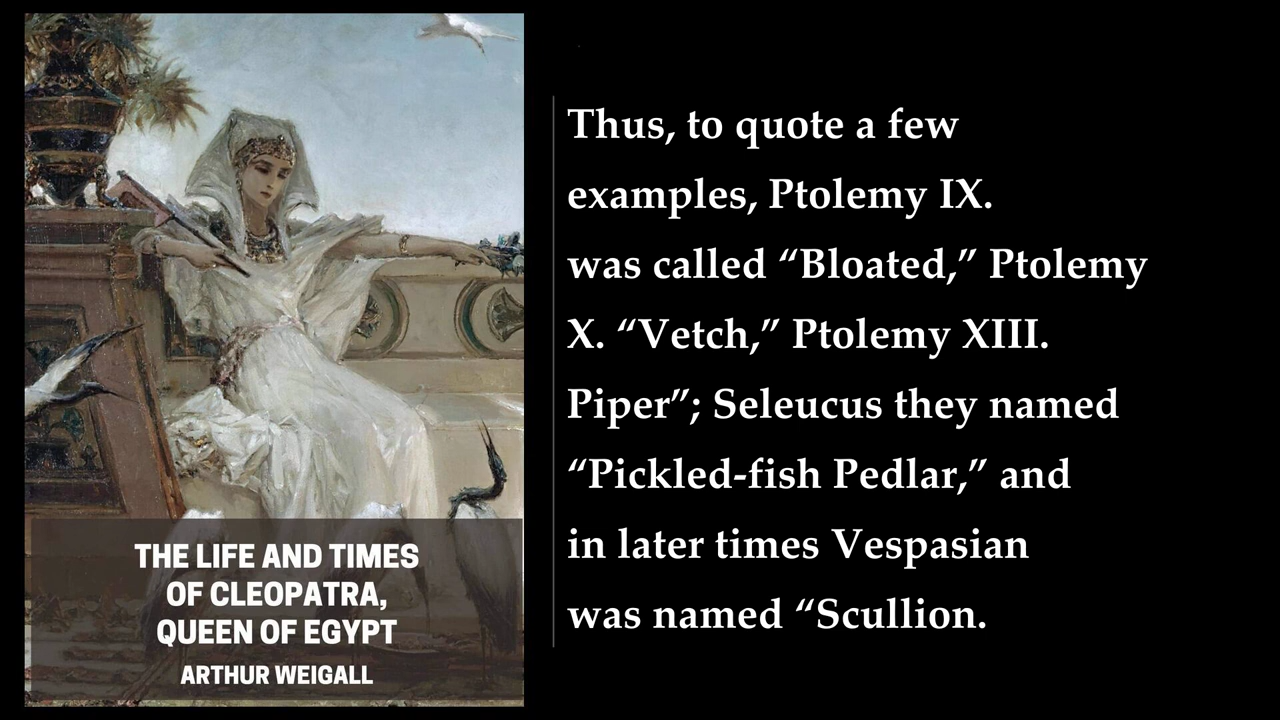 THE LIFE AND TIMES
OF CLEOPATRA,
QUEEN OF EGYPT
ARTHUR WEIGALL
Thus, to quote a few
examples, Ptolemy IX.
was called “Bloated,” Ptolemy
X. “Vetch,” Ptolemy XIII.
Piper”; Seleucus they named
“Pickled-fish Pedlar,” and
in later times Vespasian
was named “Scullion.